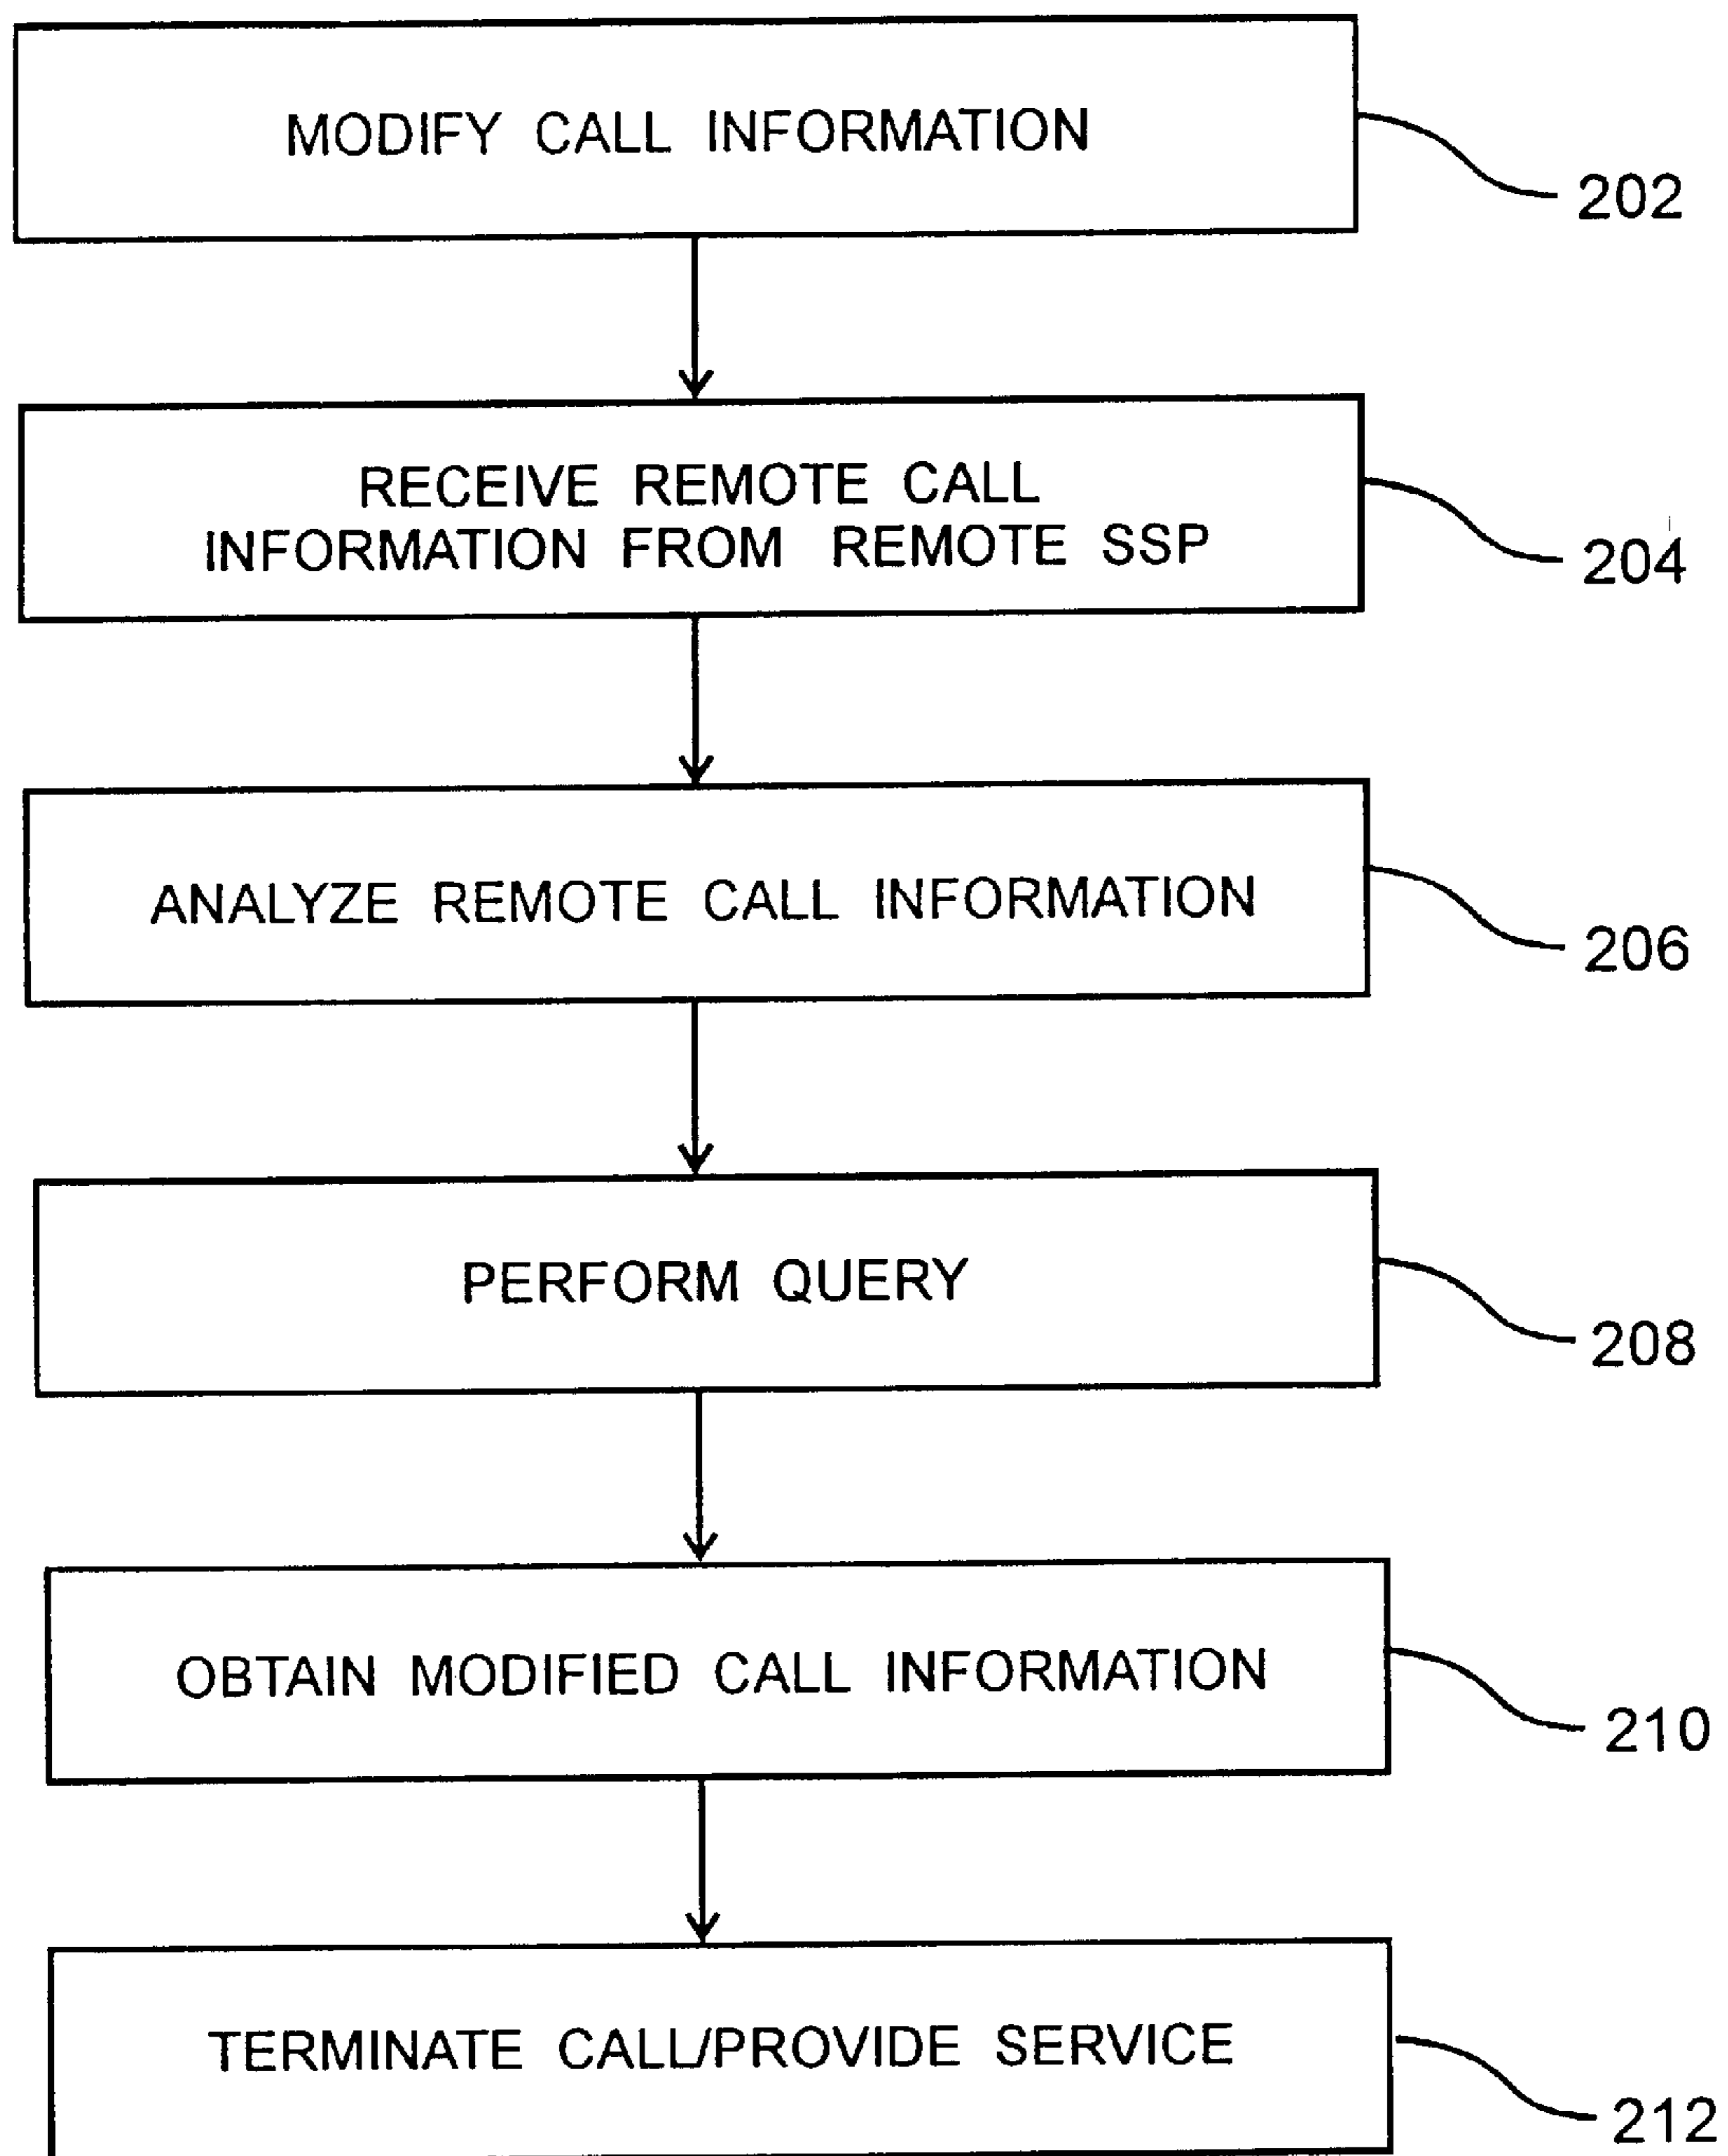 MODIFY CALL INFORMATION
202
RECEIVE REMOTE CALL
INFORMATION FROM REMOTE SSP
204
ANALYZE REMOTE CALL INFORMATION
206
PERFORM QUERY
208
OBTAIN MODIFIED CALL INFORMATION
210
TERMINATE CALL/PROVIDE SERVICE
212